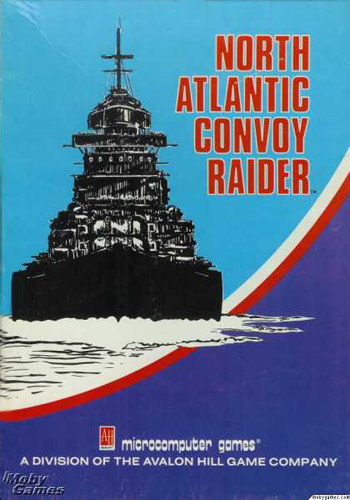 NORTH
ATLANTIC
CONVOY
RAIDER™
AH microcomputer games®
A DIVISION OF THE AVALON HILL GAME COMPANY
Moby
Games
Mobygames.com